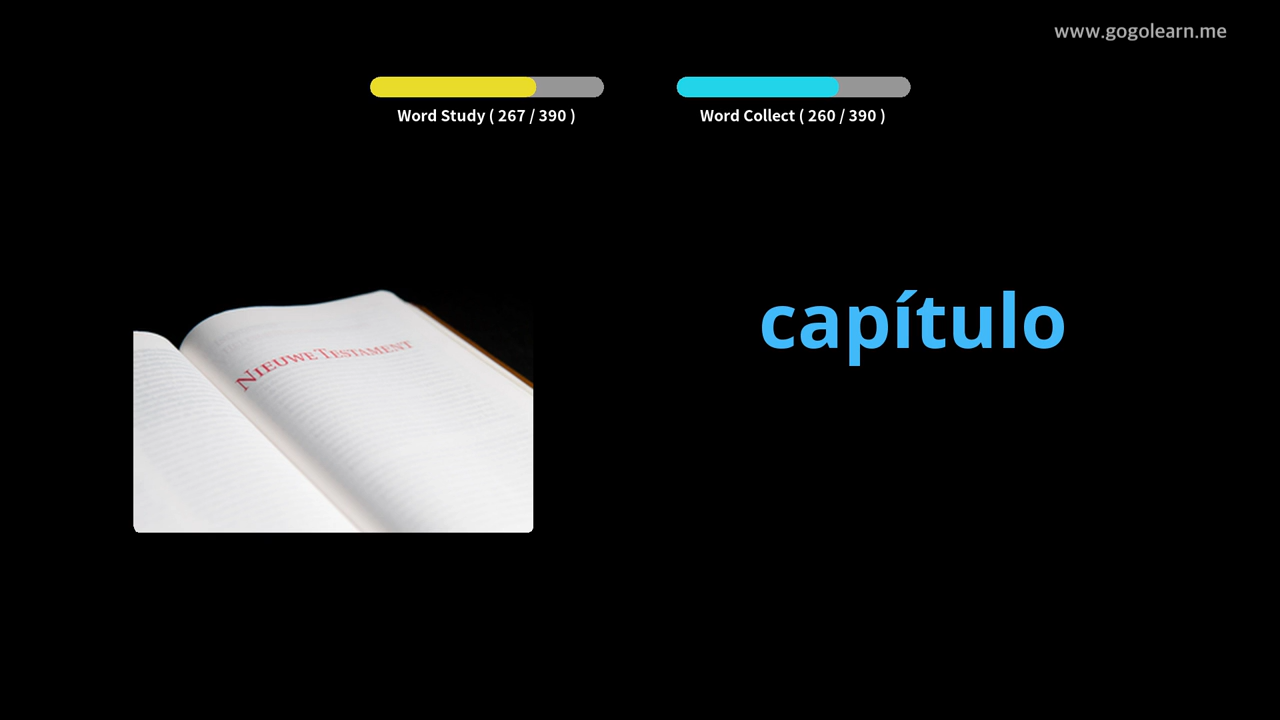 www.gogolearn.me
Word Study ( 267 / 390 )
Word Collect ( 260 / 390 )
capítulo
NIEUWE TESTAMENT